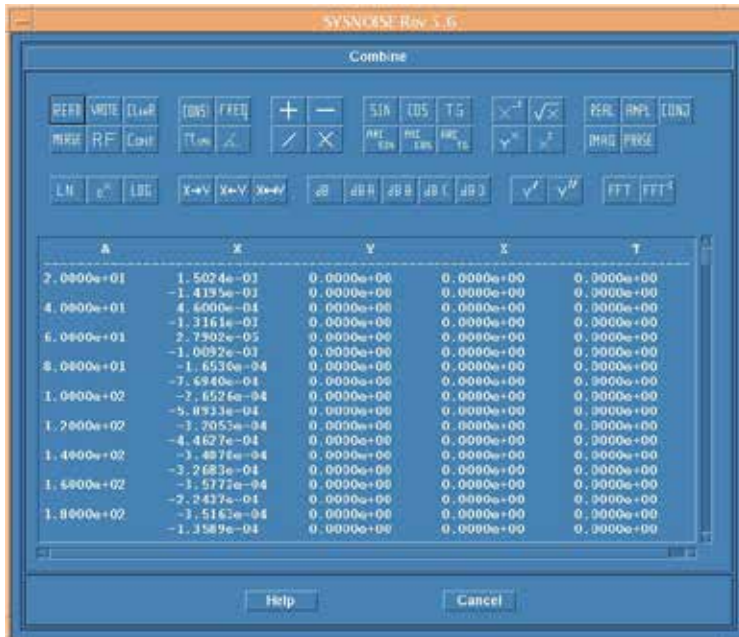 SYSNOISE Rev 5.6
Combine
READ WRITE CLEAR CONST FREQ + − SIN COS TG √x REAL AMPL CONJ
MERGE RF Cont / X ARC SIN ARC COS ARC TG IMAG PHASE
LN LOG X→Y X←Y X↔Y dB dB A dB B dB C dB D FFT FFT
A X Y Z T
2.0000e+01 1.5024e-03 0.0000e+00 0.0000e+00 0.0000e+00
-1.4195e-03 0.0000e+00 0.0000e+00 0.0000e+00
4.0000e+01 4.6000e-04 0.0000e+00 0.0000e+00 0.0000e+00
-1.3161e-03 0.0000e+00 0.0000e+00 0.0000e+00
6.0000e+01 2.7902e-05 0.0000e+00 0.0000e+00 0.0000e+00
-1.0092e-03 0.0000e+00 0.0000e+00 0.0000e+00
8.0000e+01 -1.6530e-04 0.0000e+00 0.0000e+00 0.0000e+00
-7.6940e-04 0.0000e+00 0.0000e+00 0.0000e+00
1.0000e+02 -2.6526e-04 0.0000e+00 0.0000e+00 0.0000e+00
-5.8933e-04 0.0000e+00 0.0000e+00 0.0000e+00
1.2000e+02 -3.2053e-04 0.0000e+00 0.0000e+00 0.0000e+00
-4.4627e-04 0.0000e+00 0.0000e+00 0.0000e+00
1.4000e+02 0.0000e+00 0.0000e+00 0.0000e+00
-3.2683e-04 0.0000e+00 0.0000e+00 0.0000e+00
1.6000e+02 -3.5772e-04 0.0000e+00 0.0000e+00 0.0000e+00
-2.2437e-04 0.0000e+00 0.0000e+00 0.0000e+00
1.8000e+02 -3.5163e-04 0.0000e+00 0.0000e+00 0.0000e+00
-1.3589e-04 0.0000e+00 0.0000e+00 0.0000e+00
Help Cancel